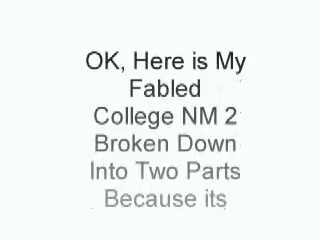 OK, Here is My
Fabled
College NM 2
Broken Down
Into Two Parts
Because its